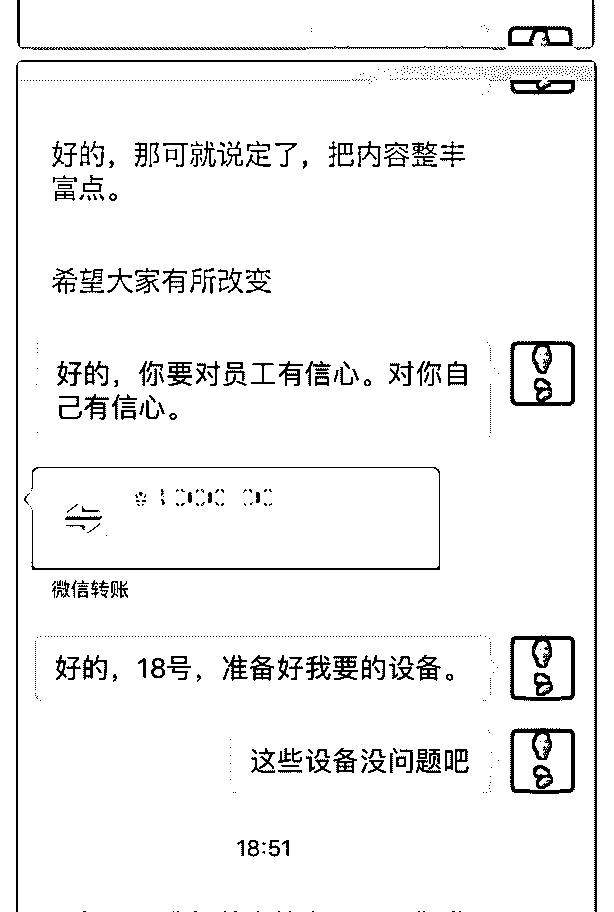 好的，那可就说定了，把内容整丰
富点。
希望大家有所改变
好的，你要对员工有信心。对你自
己有信心。
微信转账
好的，18号，准备好我要的设备。
这些设备没问题吧
18:51